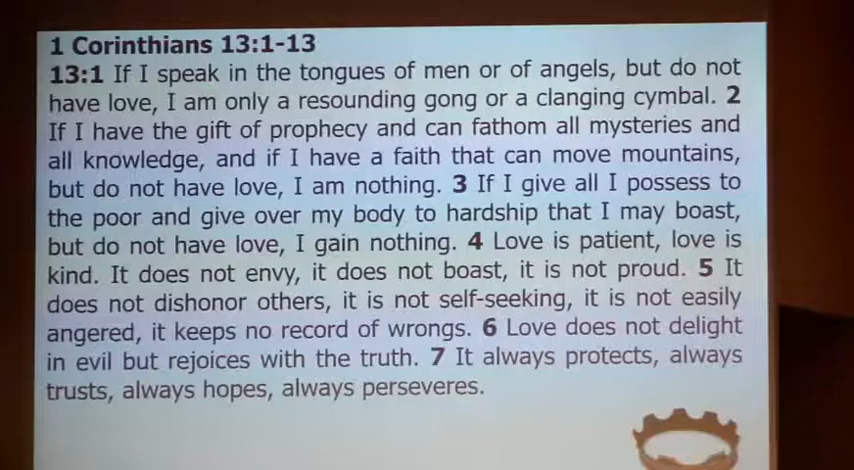 1 Corinthians 13:1-13
13:1 If I speak in the tongues of men or of angels, but do not
have love, I am only a resounding gong or a clanging cymbal. 2
If I have the gift of prophecy and can fathom all mysteries and
all knowledge, and if I have a faith that can move mountains,
but do not have love, I am nothing. 3 If I give all I possess to
the poor and give over my body to hardship that I may boast,
but do not have love, I gain nothing. 4 Love is patient, love is
kind. It does not envy, it does not boast, it is not proud. 5 It
does not dishonor others, it is not self-seeking, it is not easily
angered, it keeps no record of wrongs. 6 Love does not delight
in evil but rejoices with the truth. 7 It always protects, always
trusts, always hopes, always perseveres.